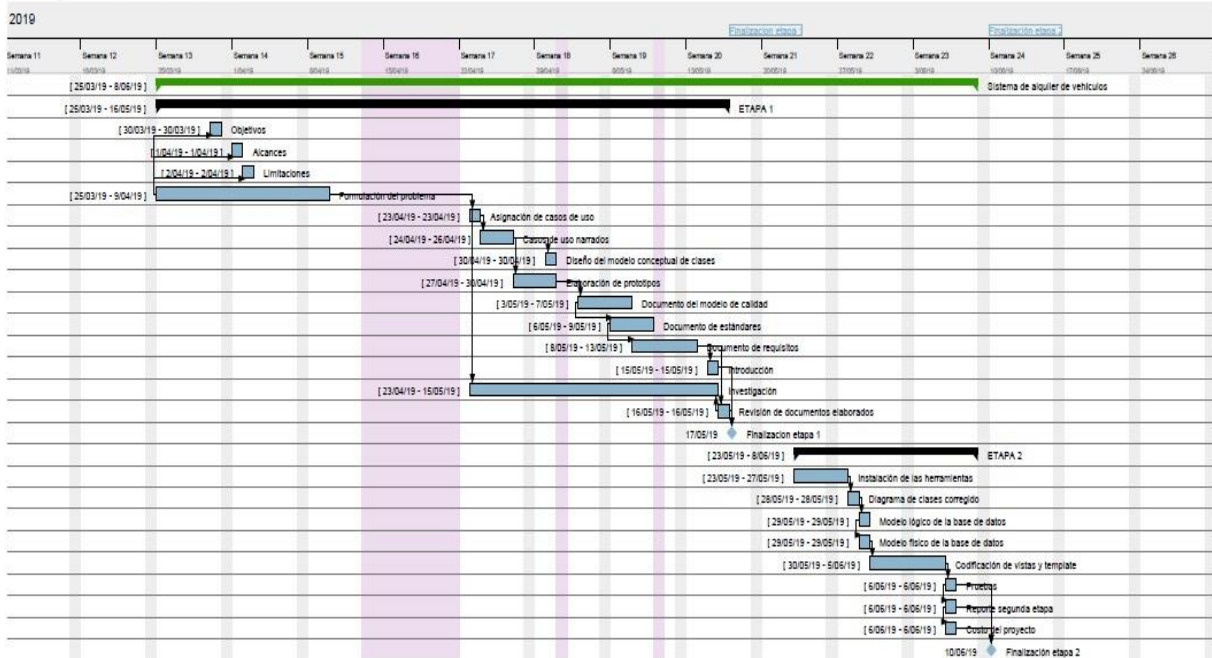 2019
Finalizacion etapa 1
Finalización etapa 2
Semana 11 Semana 12 Semana 13 Semana 14 Semana 15 Semana 16 Semana 17 Semana 18 Semana 19 Semana 20 Semana 21 Semana 22 Semana 23 Semana 24 Semana 25 Semana 26
[ 25/03/19 - 8/06/19 ] Sistema de alquiler de vehículos
[ 25/03/19 - 16/05/19 ] ETAPA 1
[ 30/03/19 - 30/03/19 ] Objetivos
[ 1/04/19 - 1/04/19 ] Alcances
[ 2/04/19 - 2/04/19 ] Limitaciones
[ 25/03/19 - 9/04/19 ] Formulación del problema
[ 23/04/19 - 23/04/19 ] Asignación de casos de uso
[ 24/04/19 - 26/04/19 ] Casos de uso narrados
[ 30/04/19 - 30/04/19 ] Diseño del modelo conceptual de clases
[ 27/04/19 - 30/04/19 ] Elaboración de prototipos
[ 3/05/19 - 7/05/19 ] Documento del modelo de calidad
[ 6/05/19 - 9/05/19 ] Documento de estándares
[ 8/05/19 - 13/05/19 ] Documento de requisitos
[ 15/05/19 - 15/05/19 ] Introducción
[ 23/04/19 - 15/05/19 ] Investigación
[ 16/05/19 - 16/05/19 ] Revisión de documentos elaborados
17/05/19 Finalizacion etapa 1
[ 23/05/19 - 8/06/19 ] ETAPA 2
[ 23/05/19 - 27/05/19 ] Instalación de las herramientas
[ 28/05/19 - 28/05/19 ] Diagrama de clases corregido
[ 29/05/19 - 29/05/19 ] Modelo lógico de la base de datos
[ 29/05/19 - 29/05/19 ] Modelo físico de la base de datos
[ 30/05/19 - 5/06/19 ] Codificación de vistas y template
[ 6/06/19 - 6/06/19 ] Pruebas
[ 6/06/19 - 6/06/19 ] Reporte segunda etapa
[ 6/06/19 - 6/06/19 ] Costo del proyecto
10/06/19 Finalización etapa 2